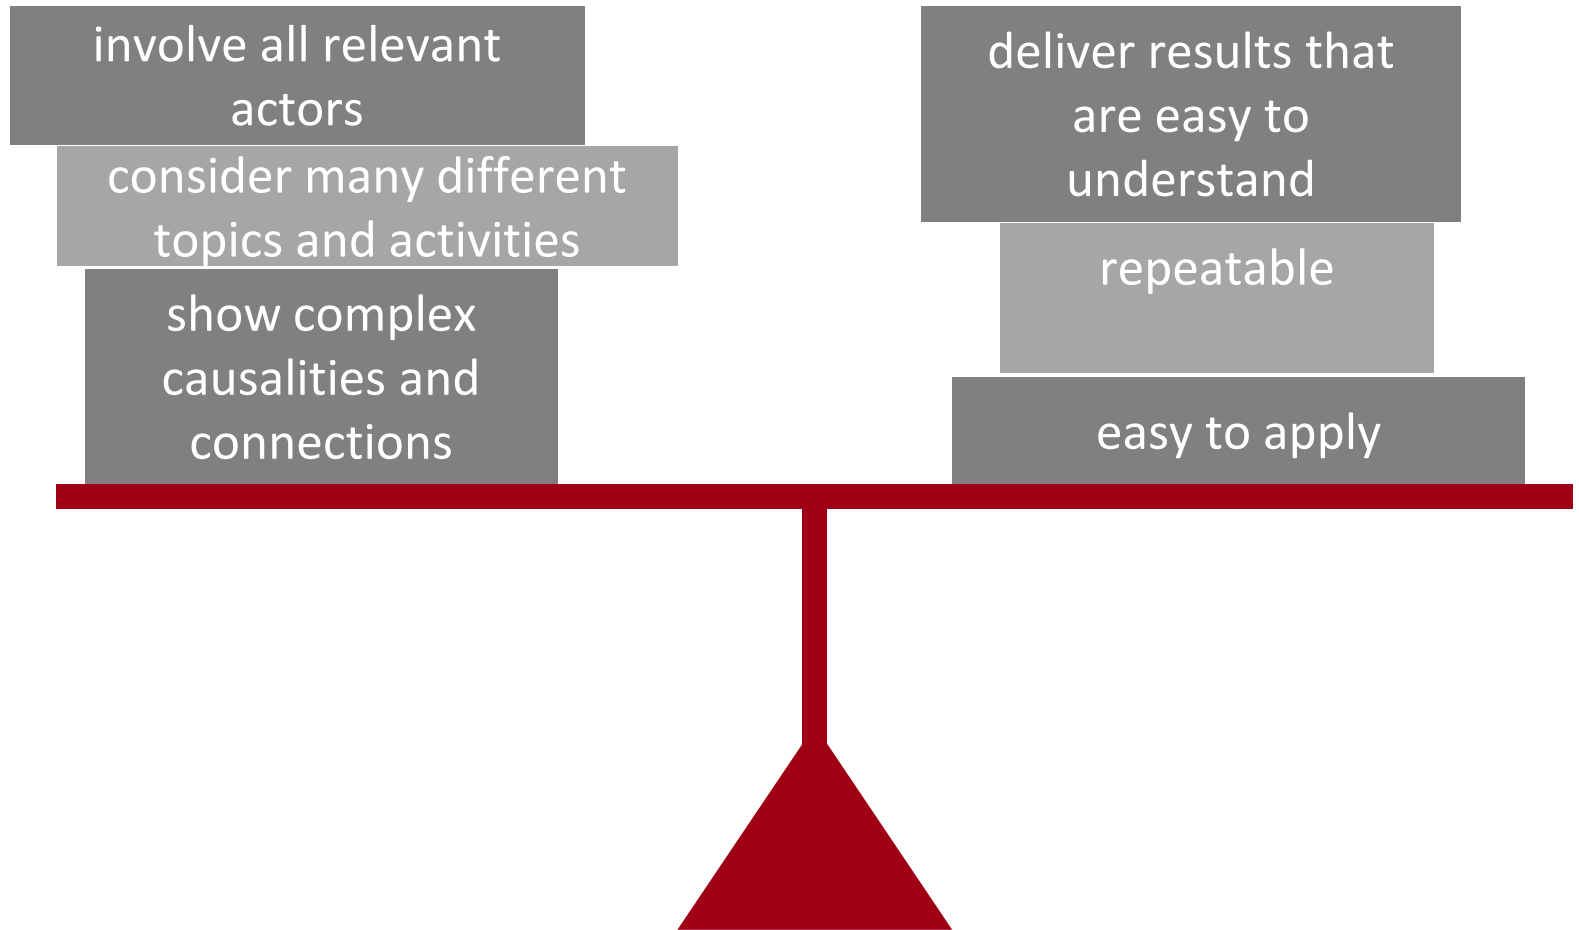 involve all relevant
actors
consider many different
topics and activities
show complex
causalities and
connections
deliver results that
are easy to
understand
repeatable
easy to apply